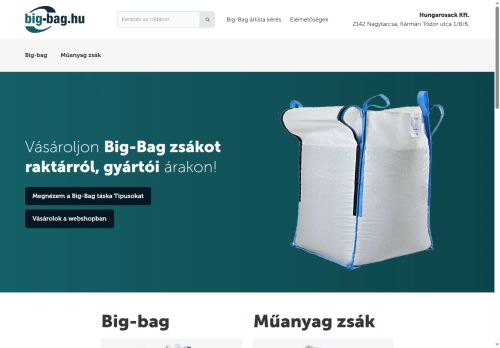 big-bag.hu
Keresés az oldalon
Big-Bag árlista kérés
Elérhetőségek
Hungarosack Kft.
2142 Nagytarcsa, Kármán Tódor utca 1/B/6.
Big-bag
Műanyag zsák
Vásároljon Big-Bag zsákot
raktárról, gyártói árakon!
Megnézem a Big-Bag táska Típusokat
Vásárolok a webshopban
Big-bag
Műanyag zsák